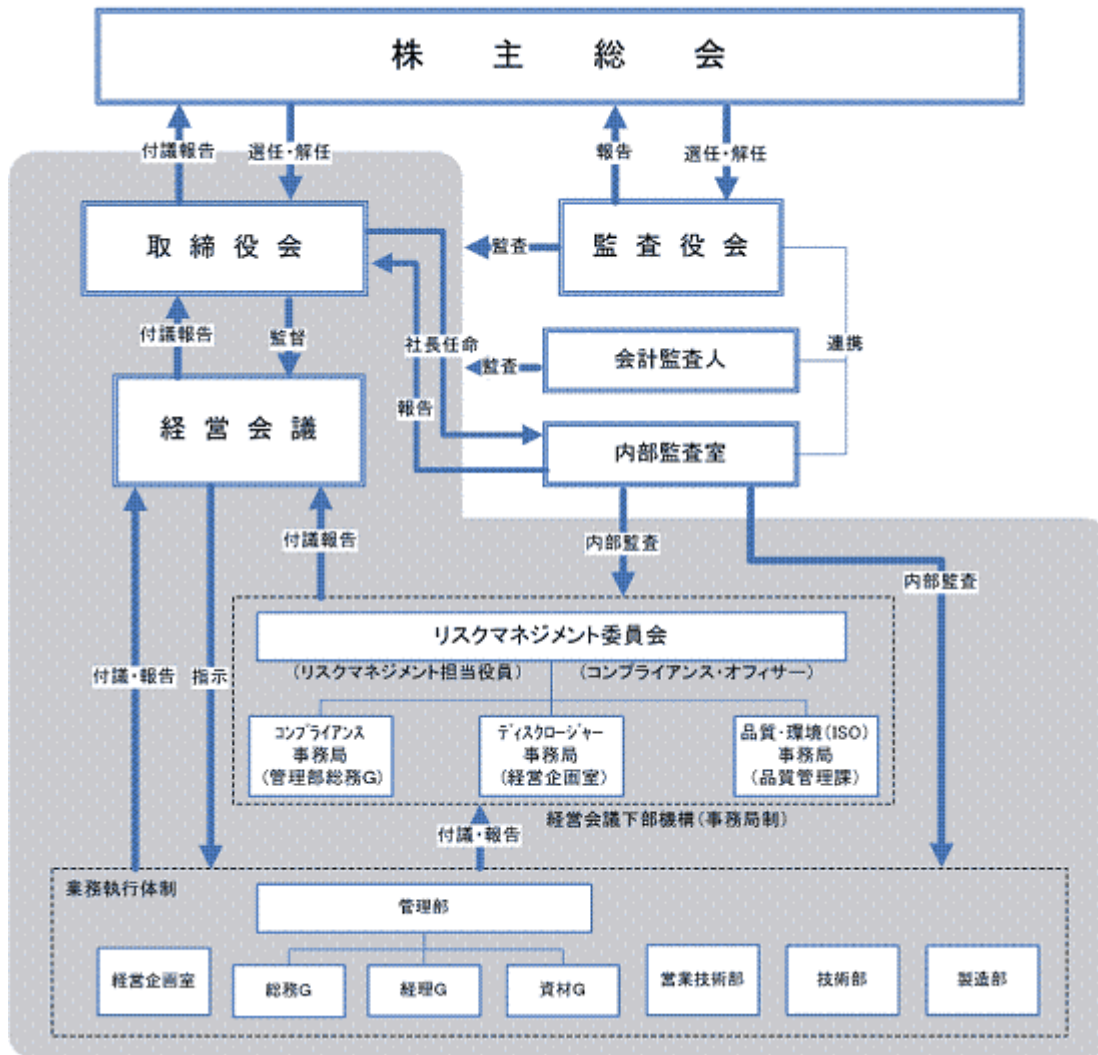 株主総会
付議報告
選任・解任
報告
選任・解任
取締役会
監査役会
監査
付議報告
監督
社長任命
連携
会計監査人
監査
報告
経営会議
内部監査室
付議報告
内部監査
内部監査
リスクマネジメント委員会
(リスクマネジメント担当役員)
(コンプライアンス・オフィサー)
付議・報告
指示
ｺﾝﾌﾟﾗｲｱﾝｽ
事務局
(管理部総務G)
ﾃﾞｨｽｸﾛｰｼﾞｬｰ
事務局
(経営企画室)
品質・環境(ISO)
事務局
(品質管理課)
経営会議下部機構(事務局制)
付議・報告
業務執行体制
管理部
経営企画室
総務G
経理G
資材G
営業技術部
技術部
製造部